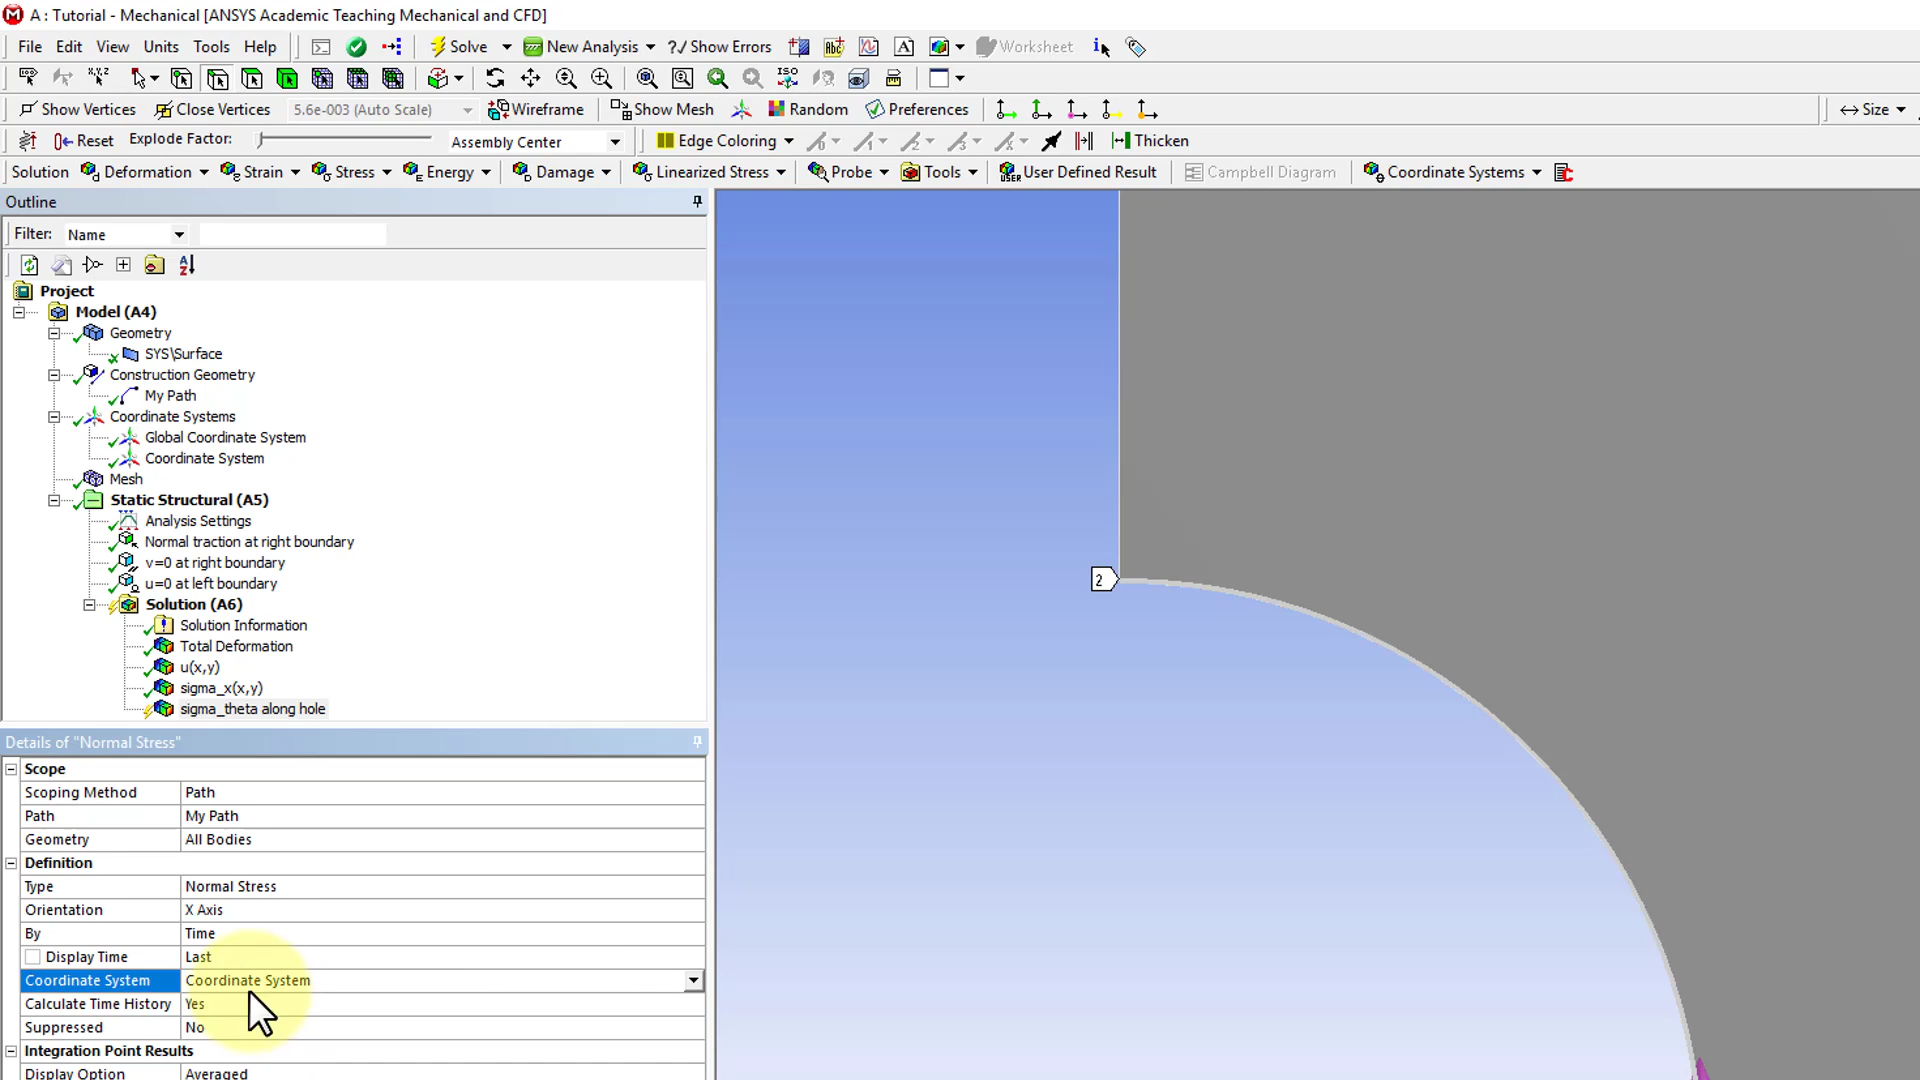 A : Tutorial - Mechanical [ANSYS Academic Teaching Mechanical and CFD]
File Edit View Units Tools Help Solve New Analysis ?/ Show Errors Worksheet
Show Vertices Close Vertices 5.6e-003 (Auto Scale) Wireframe Show Mesh Random Preferences Size
Reset Explode Factor: Assembly Center Edge Coloring Thicken
Solution Deformation Strain Stress Energy Damage Linearized Stress Probe Tools User Defined Result Campbell Diagram Coordinate Systems
Outline
Filter: Name
Project
Model (A4)
Geometry
SYS\Surface
Construction Geometry
My Path
Coordinate Systems
Global Coordinate System
Coordinate System
Mesh
Static Structural (A5)
Analysis Settings
Normal traction at right boundary
v=0 at right boundary
u=0 at left boundary
Solution (A6)
Solution Information
Total Deformation
u(x,y)
sigma_x(x,y)
sigma_theta along hole
2
Details of "Normal Stress"
Scope
Scoping Method Path
Path My Path
Geometry All Bodies
Definition
Type Normal Stress
Orientation X Axis
By Time
Display Time Last
Coordinate System Coordinate System
Calculate Time History Yes
Suppressed No
Integration Point Results
Display Option Averaged